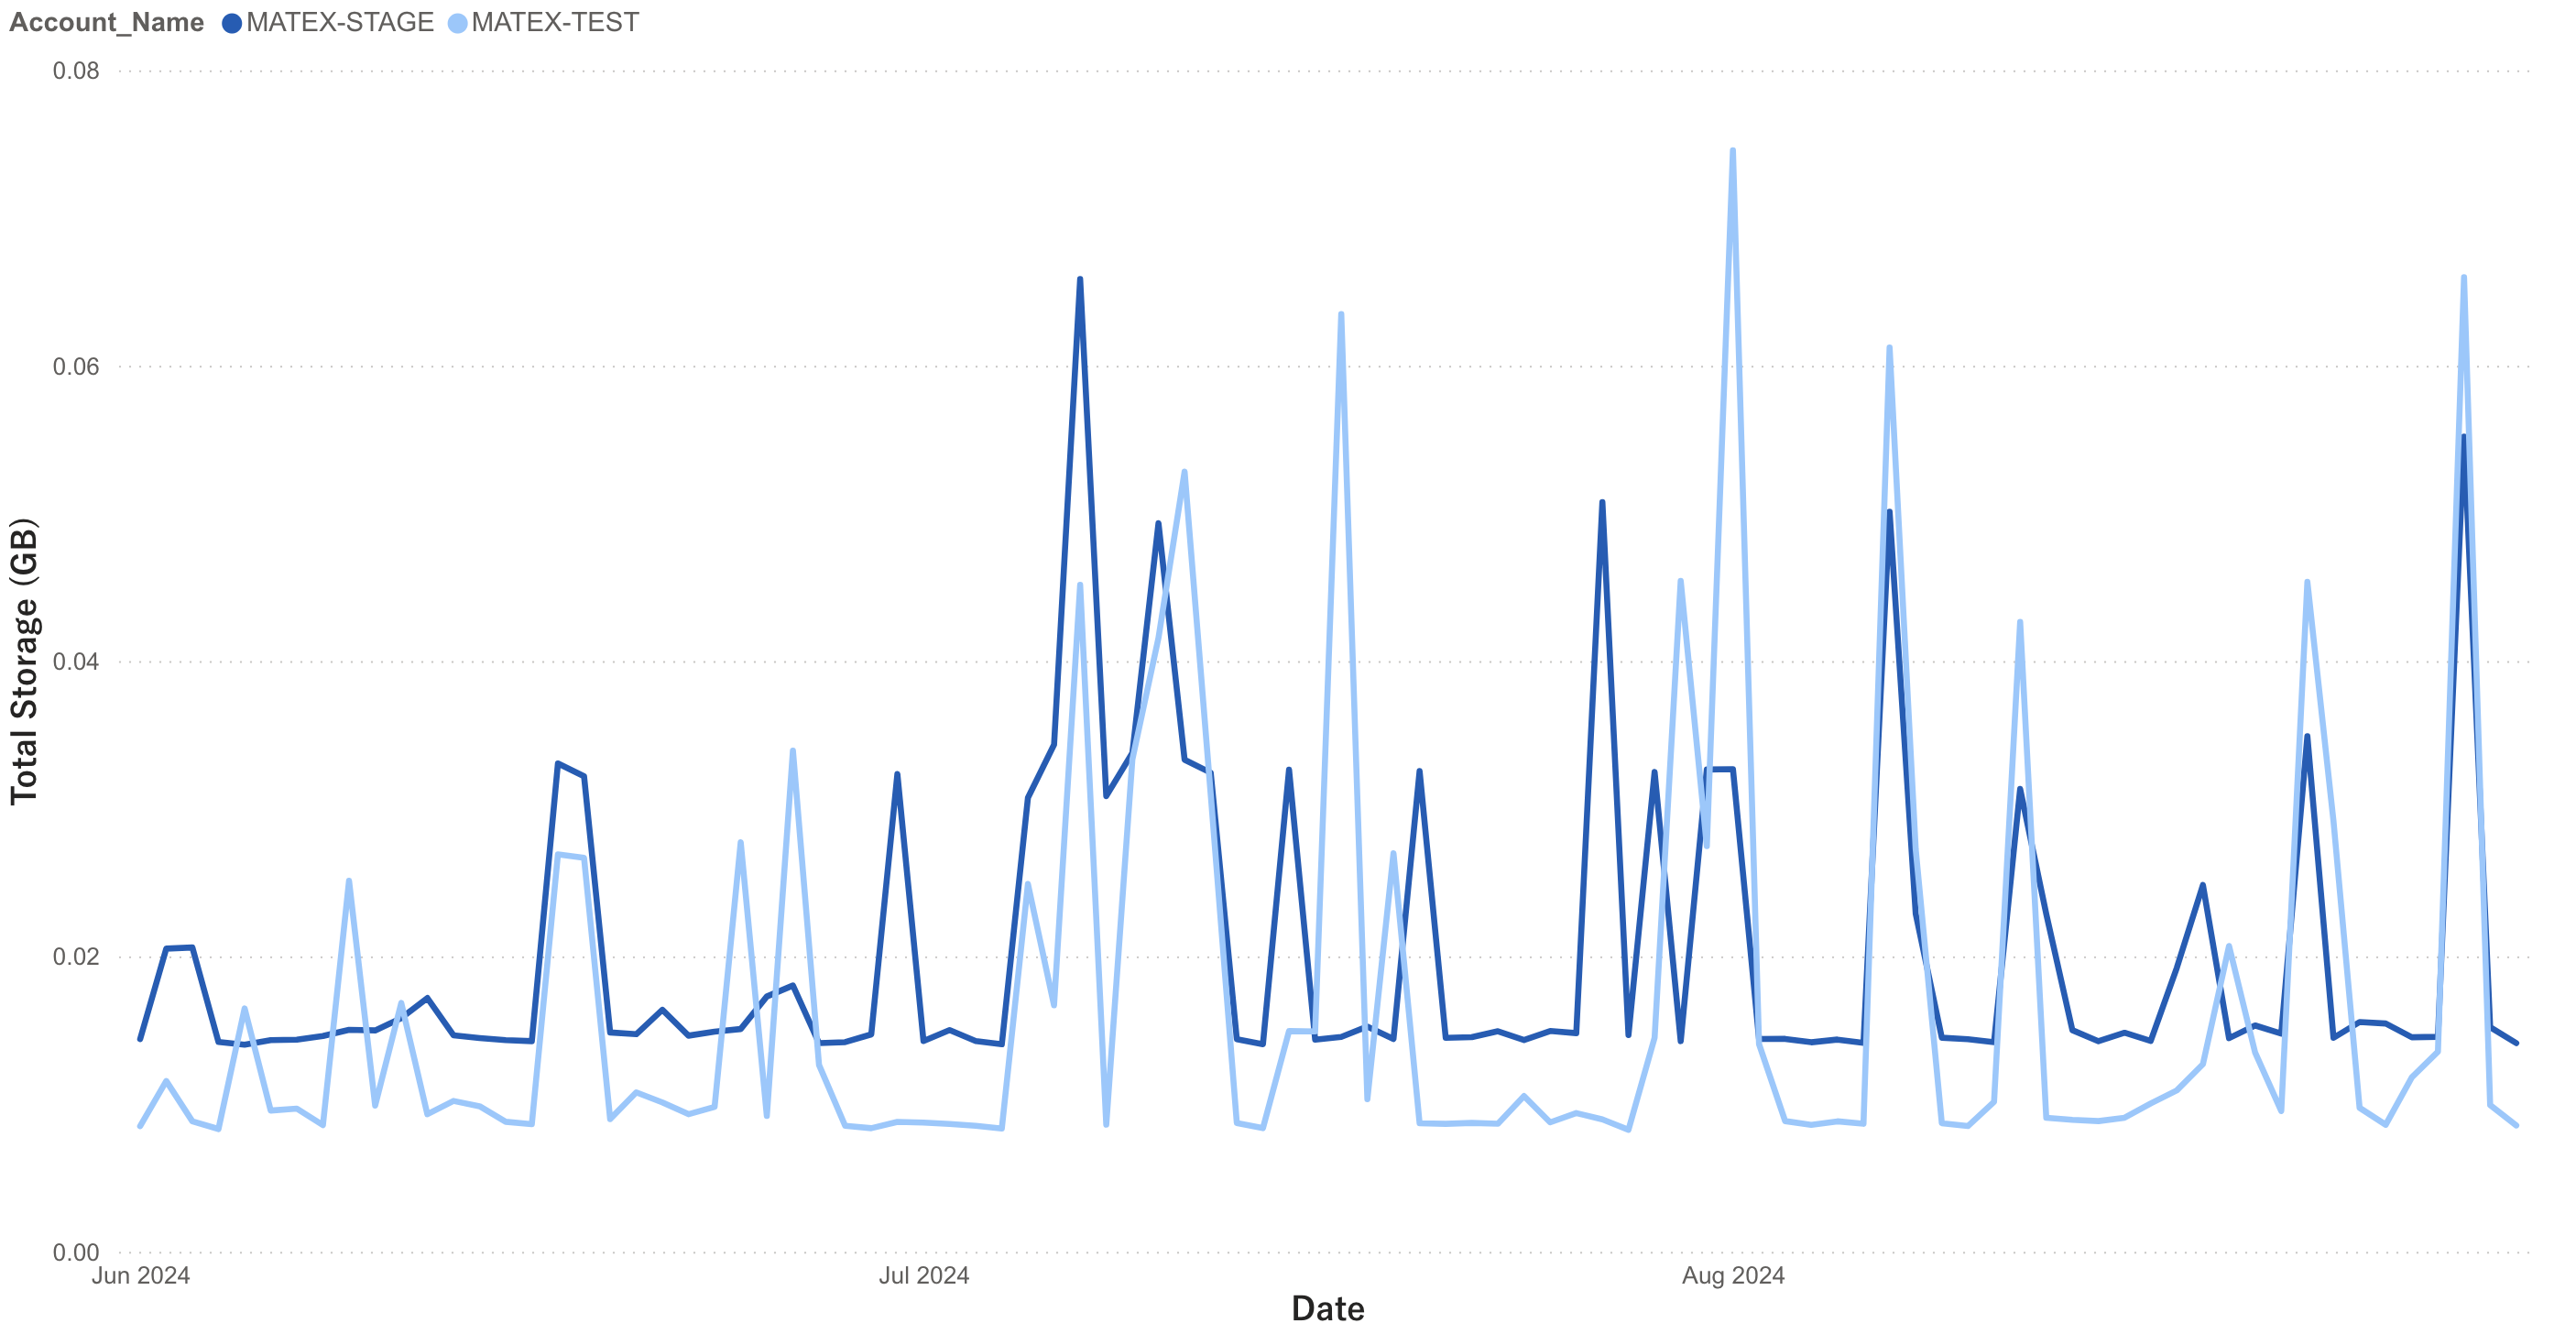 Account_Name MATEX-STAGE MATEX-TEST
0.08
0.06
0.04
0.02
0.00
Total Storage (GB)
Jun 2024 Jul 2024 Aug 2024
Date